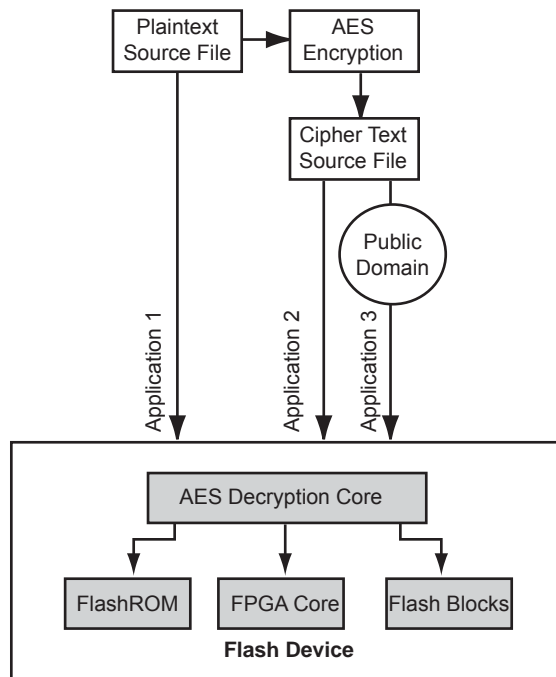 Plaintext
Source File
AES
Encryption
Cipher Text
Source File
Public
Domain
Application 1
Application 2
Application 3
AES Decryption Core
FlashROM
FPGA Core
Flash Blocks
Flash Device